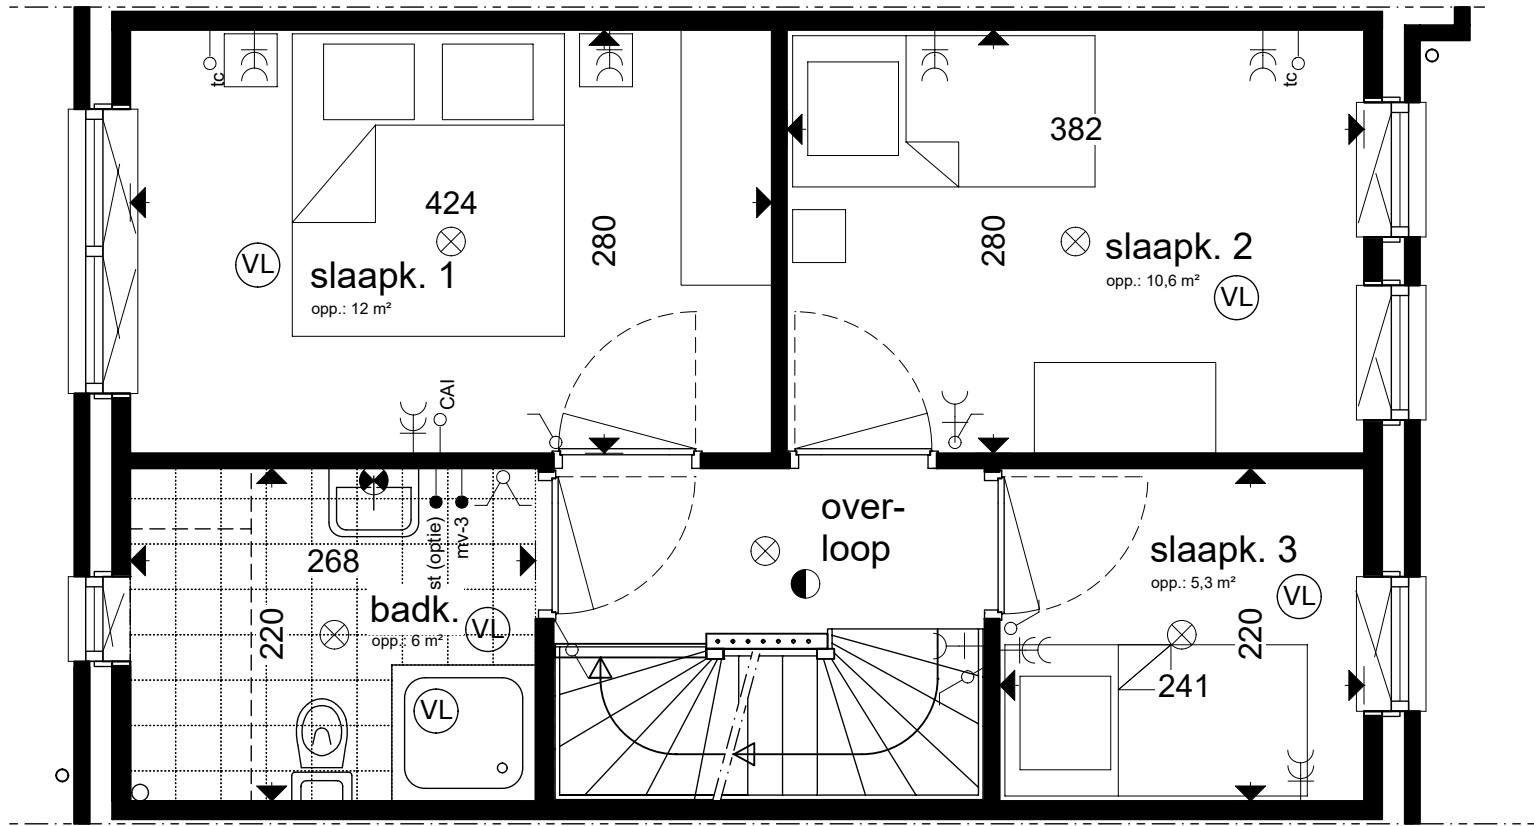 tc
tc
382
424
280
280
VL
slaapk. 1
opp.: 12 m²
slaapk. 2
opp.: 10,6 m²
VL
CAI
st (optie)
mv-3
over-
loop
268
220
badk.
opp.: 6 m²
VL
VL
slaapk. 3
opp.: 5,3 m²
VL
220
241